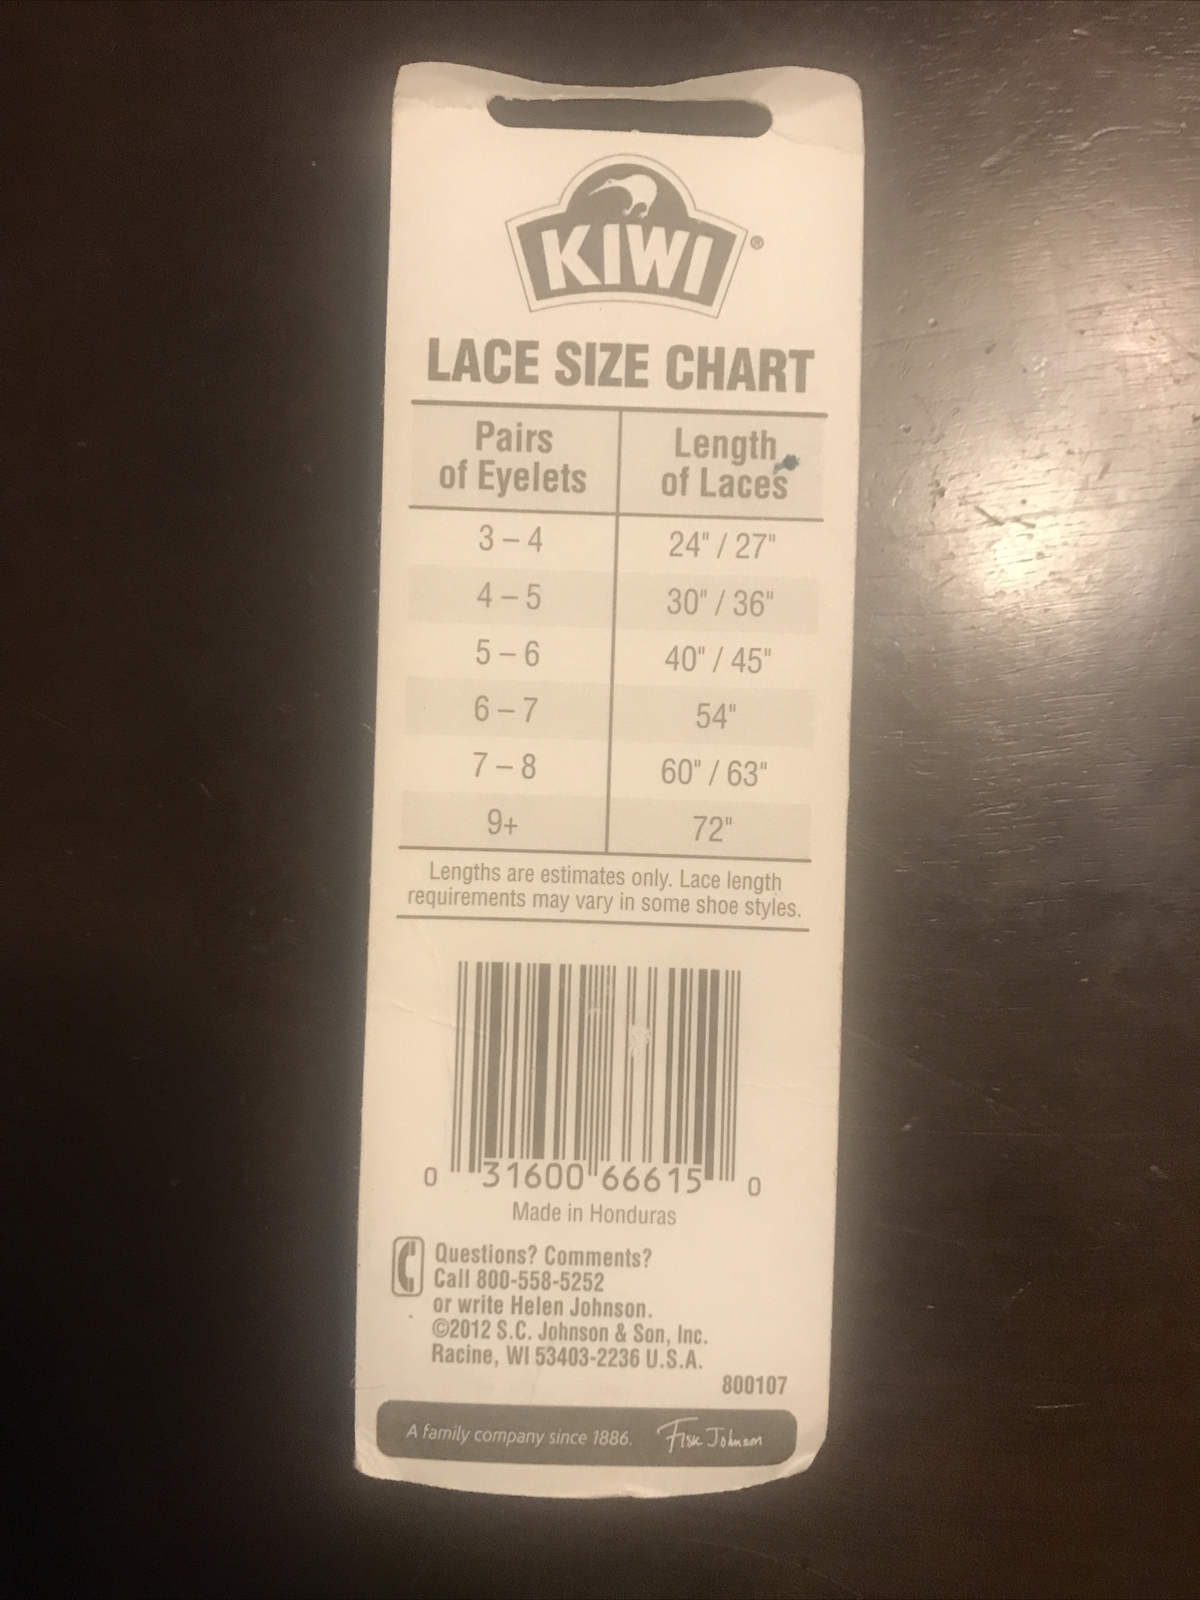 KIWI®
LACE SIZE CHART
Pairs of Eyelets Length of Laces
3 – 4 24" / 27"
4 – 5 30" / 36"
5 – 6 40" / 45"
6 – 7 54"
7 – 8 60" / 63"
9+ 72"
Lengths are estimates only. Lace length
requirements may vary in some shoe styles.
0 31600 66615 0
Made in Honduras
Questions? Comments?
Call 800-558-5252
or write Helen Johnson.
©2012 S.C. Johnson & Son, Inc.
Racine, WI 53403-2236 U.S.A.
800107
A family company since 1886. Fisk Johnson